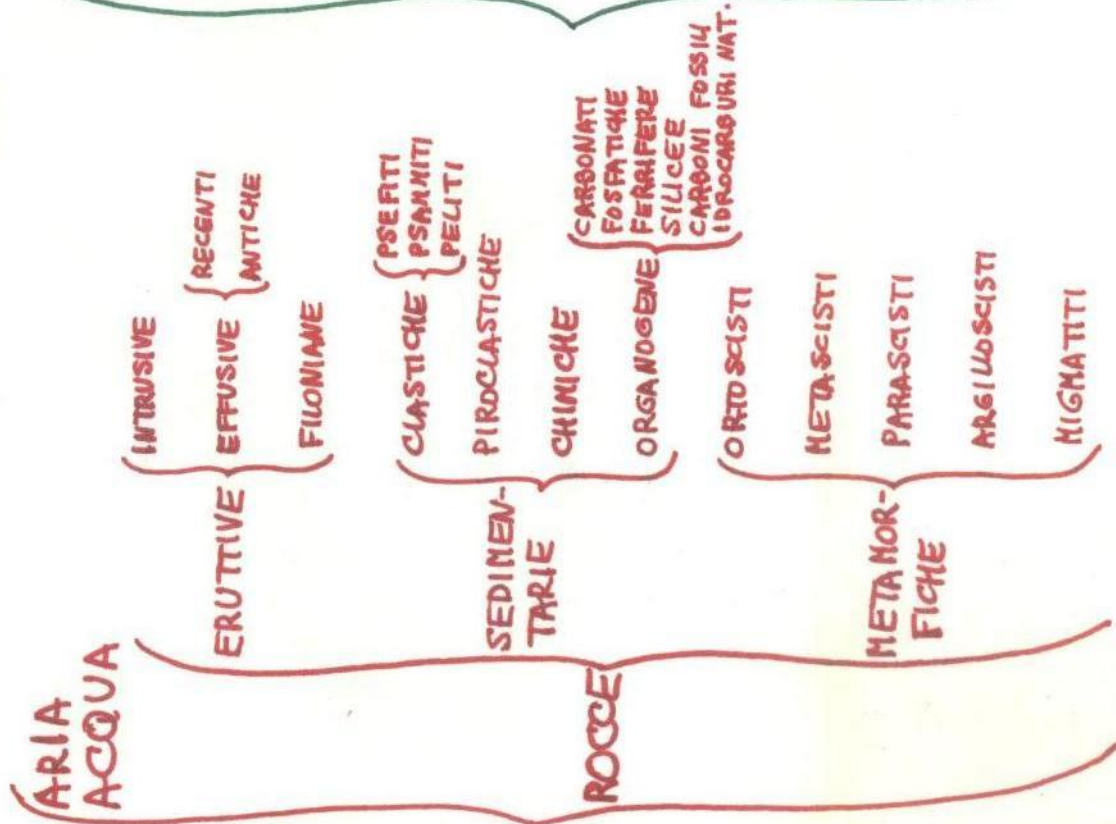 ARIA
ACQUA
ROCCE
ERUTTIVE
INTRUSIVE
EFFUSIVE
RECENTI
ANTICHE
FILONIANE
SEDIMEN-
TARIE
CLASTICHE
PSEFITI
PSAMMITI
PELITI
PIROCLASTICHE
CHIMICHE
ORGANOGENE
CARBONATI
FOSFATICHE
FERRIFERE
SILICEE
CARBONI FOSSILI
IDROCARBURI NAT.
METAMOR-
FICHE
ORTOSCISTI
METASCISTI
PARASCISTI
ARGILLOSCISTI
MIGMATITI